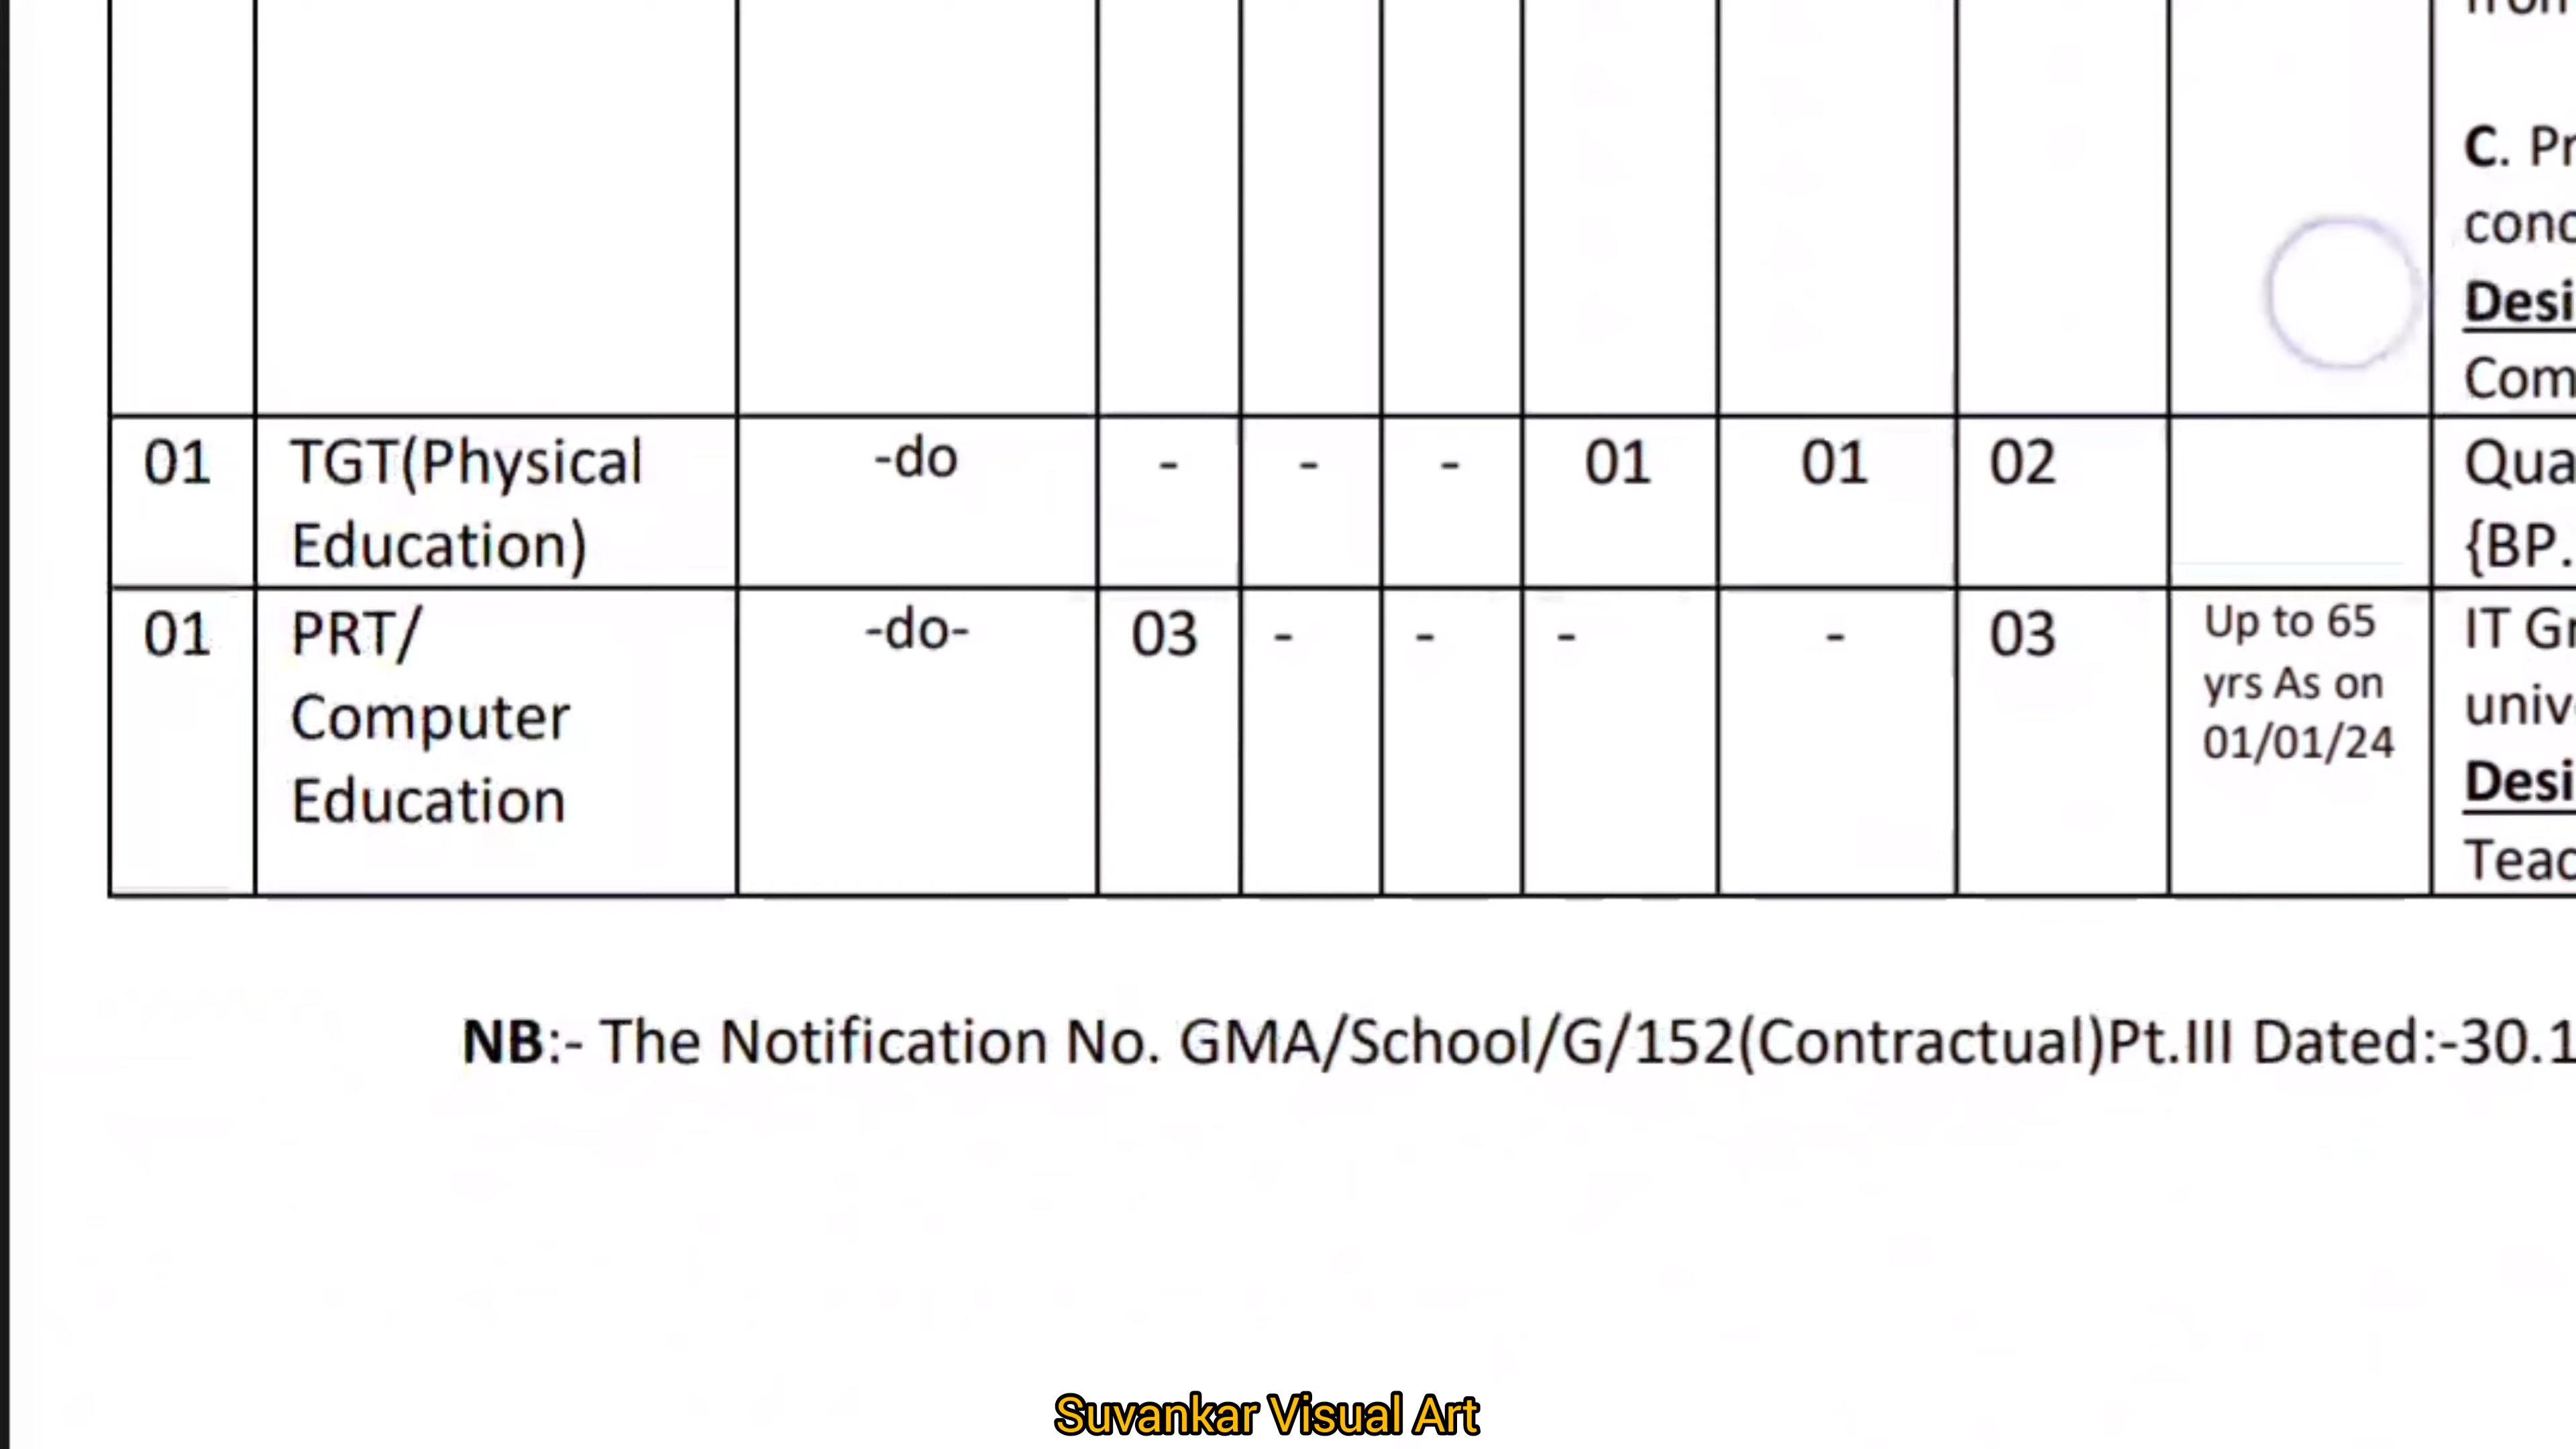 C. Pr
conc
Desi
Com
01 TGT(Physical -do - - - 01 01 02 Qua
Education) {BP.
01 PRT/ -do- 03 - - - - 03 Up to 65 IT Gr
Computer yrs As on univ
Education 01/01/24 Desi
Teac
NB:- The Notification No. GMA/School/G/152(Contractual)Pt.III Dated:-30.1
Suvankar Visual Art